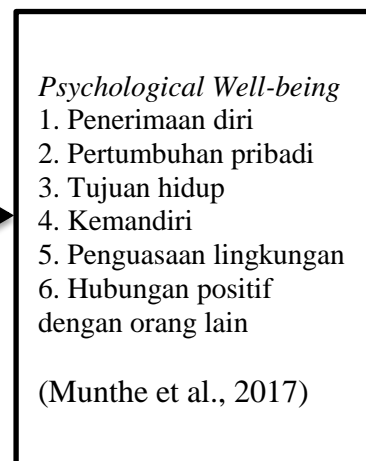 Psychological Well-being
1. Penerimaan diri
2. Pertumbuhan pribadi
3. Tujuan hidup
4. Kemandiri
5. Penguasaan lingkungan
6. Hubungan positif
dengan orang lain
(Munthe et al., 2017)